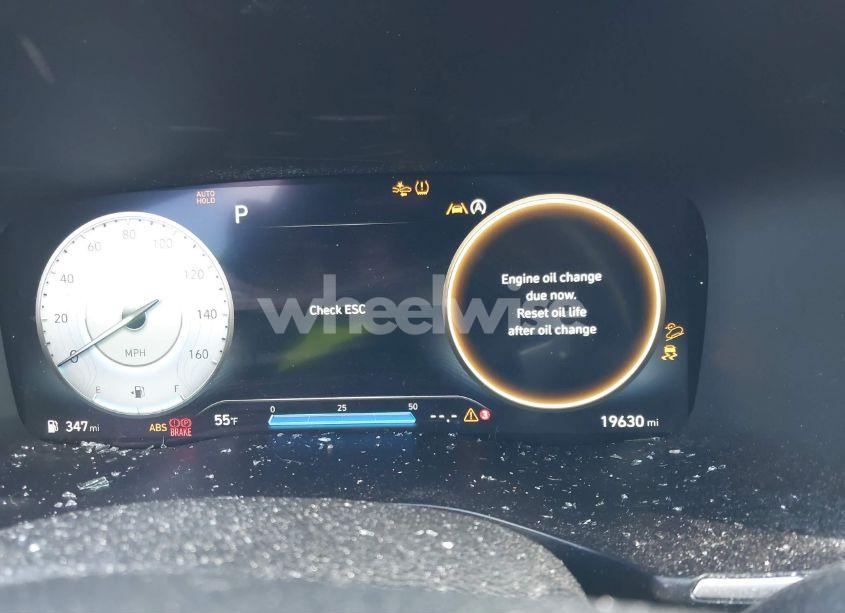 AUTO
HOLD
P
Engine oil change
due now.
Reset oil life
after oil change
Check ESC
wheelwise
0
20
40
60
80
100
120
140
160
MPH
E
F
347 mi
ABS
P
BRAKE
55°F
0
25
50
--.-
3
19630 mi
A